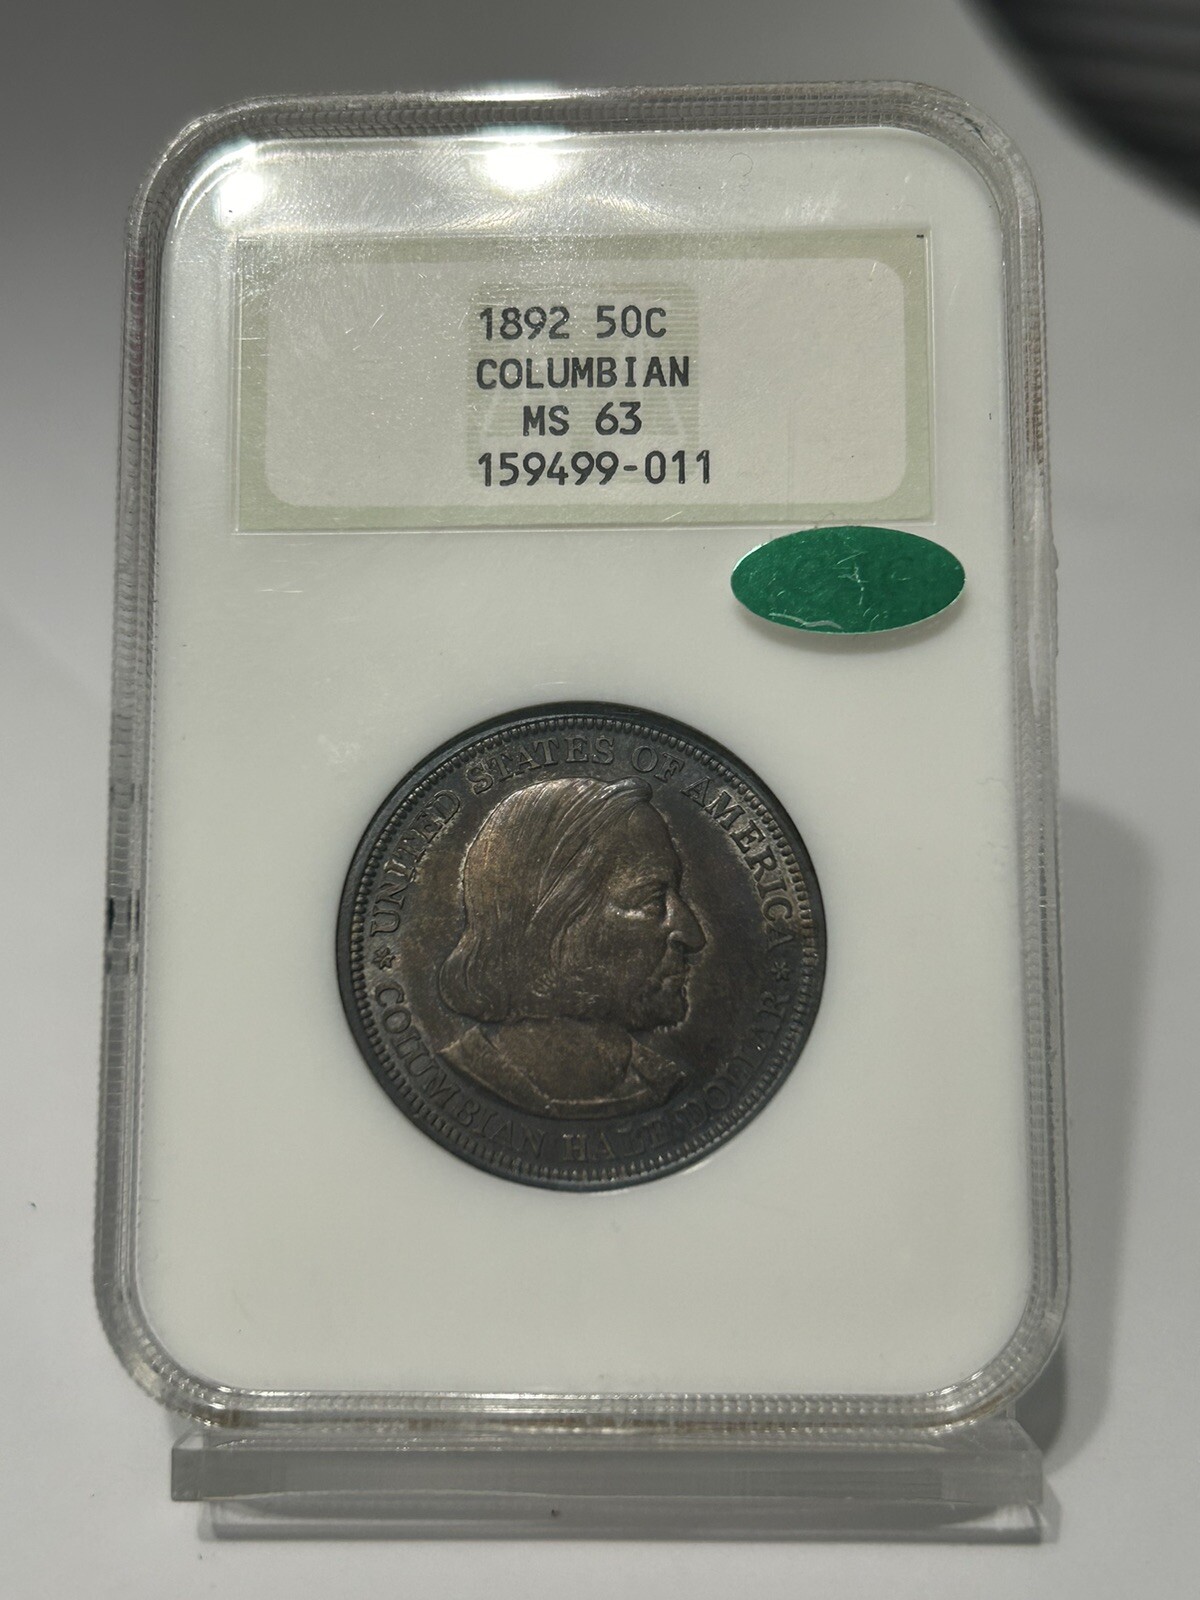 1892 50C
COLUMBIAN
MS 63
159499-011
UNITED STATES OF AMERICA
COLUMBIAN HALF DOLLAR